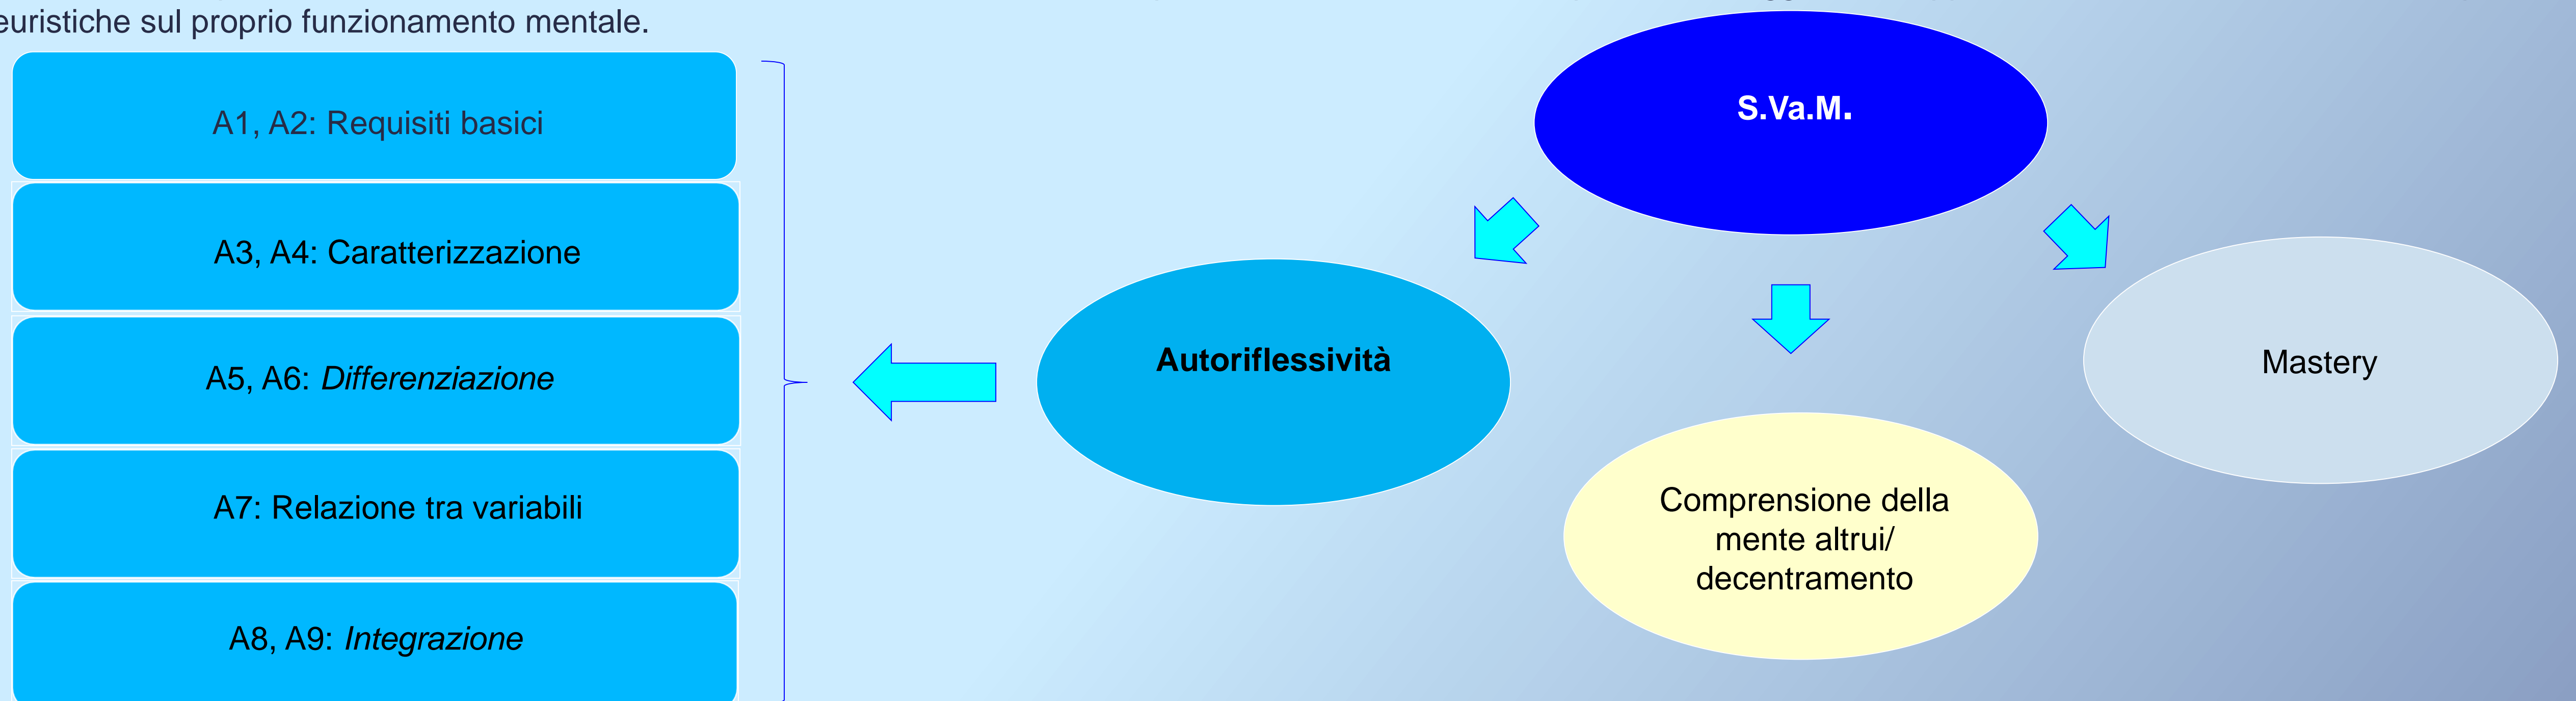 euristiche sul proprio funzionamento mentale.
S.Va.M.
A1, A2: Requisiti basici
A3, A4: Caratterizzazione
A5, A6: Differenziazione
A7: Relazione tra variabili
A8, A9: Integrazione
Autoriflessività
Comprensione della
mente altrui/
decentramento
Mastery